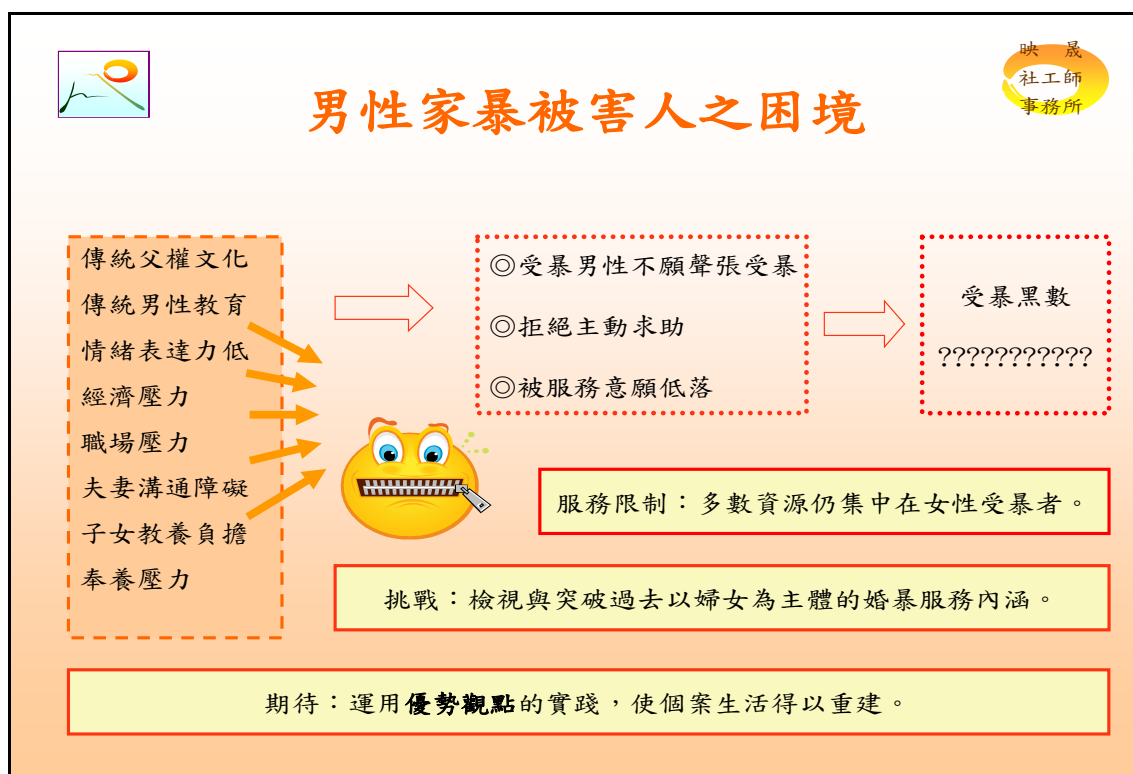 映 晟
社工師
事務所
男性家暴被害人之困境
傳統父權文化
傳統男性教育
情緒表達力低
經濟壓力
職場壓力
夫妻溝通障礙
子女教養負擔
奉養壓力
◎受暴男性不願聲張受暴
◎拒絕主動求助
◎被服務意願低落
受暴黑數
???????????
服務限制：多數資源仍集中在女性受暴者。
挑戰：檢視與突破過去以婦女為主體的婚暴服務內涵。
期待：運用優勢觀點的實踐，使個案生活得以重建。